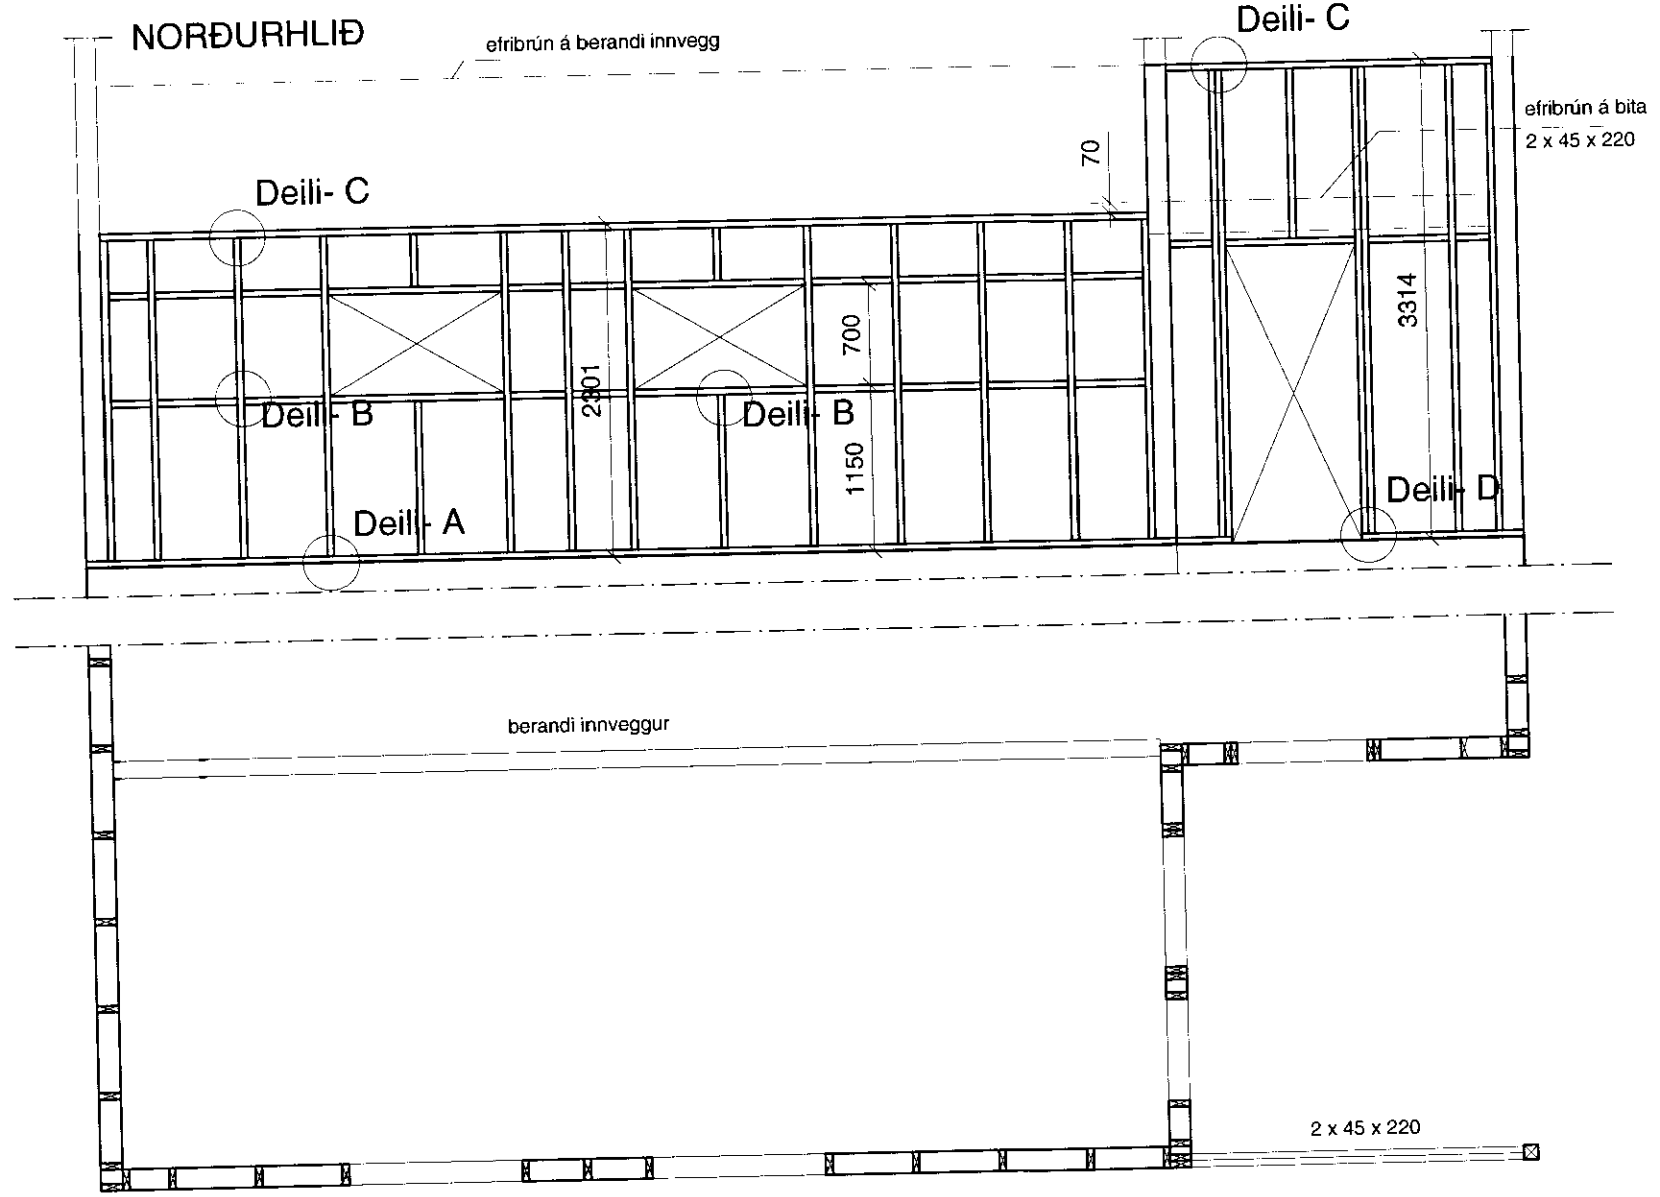 NORÐURHLIÐ
efribrún á berandi innvegg
Deili- C
efribrún á bita
2 x 45 x 220
70
Deili- C
3314
700
2301
Deili- B
Deili- B
1150
Deili- D
Deili- A
berandi innveggur
2 x 45 x 220